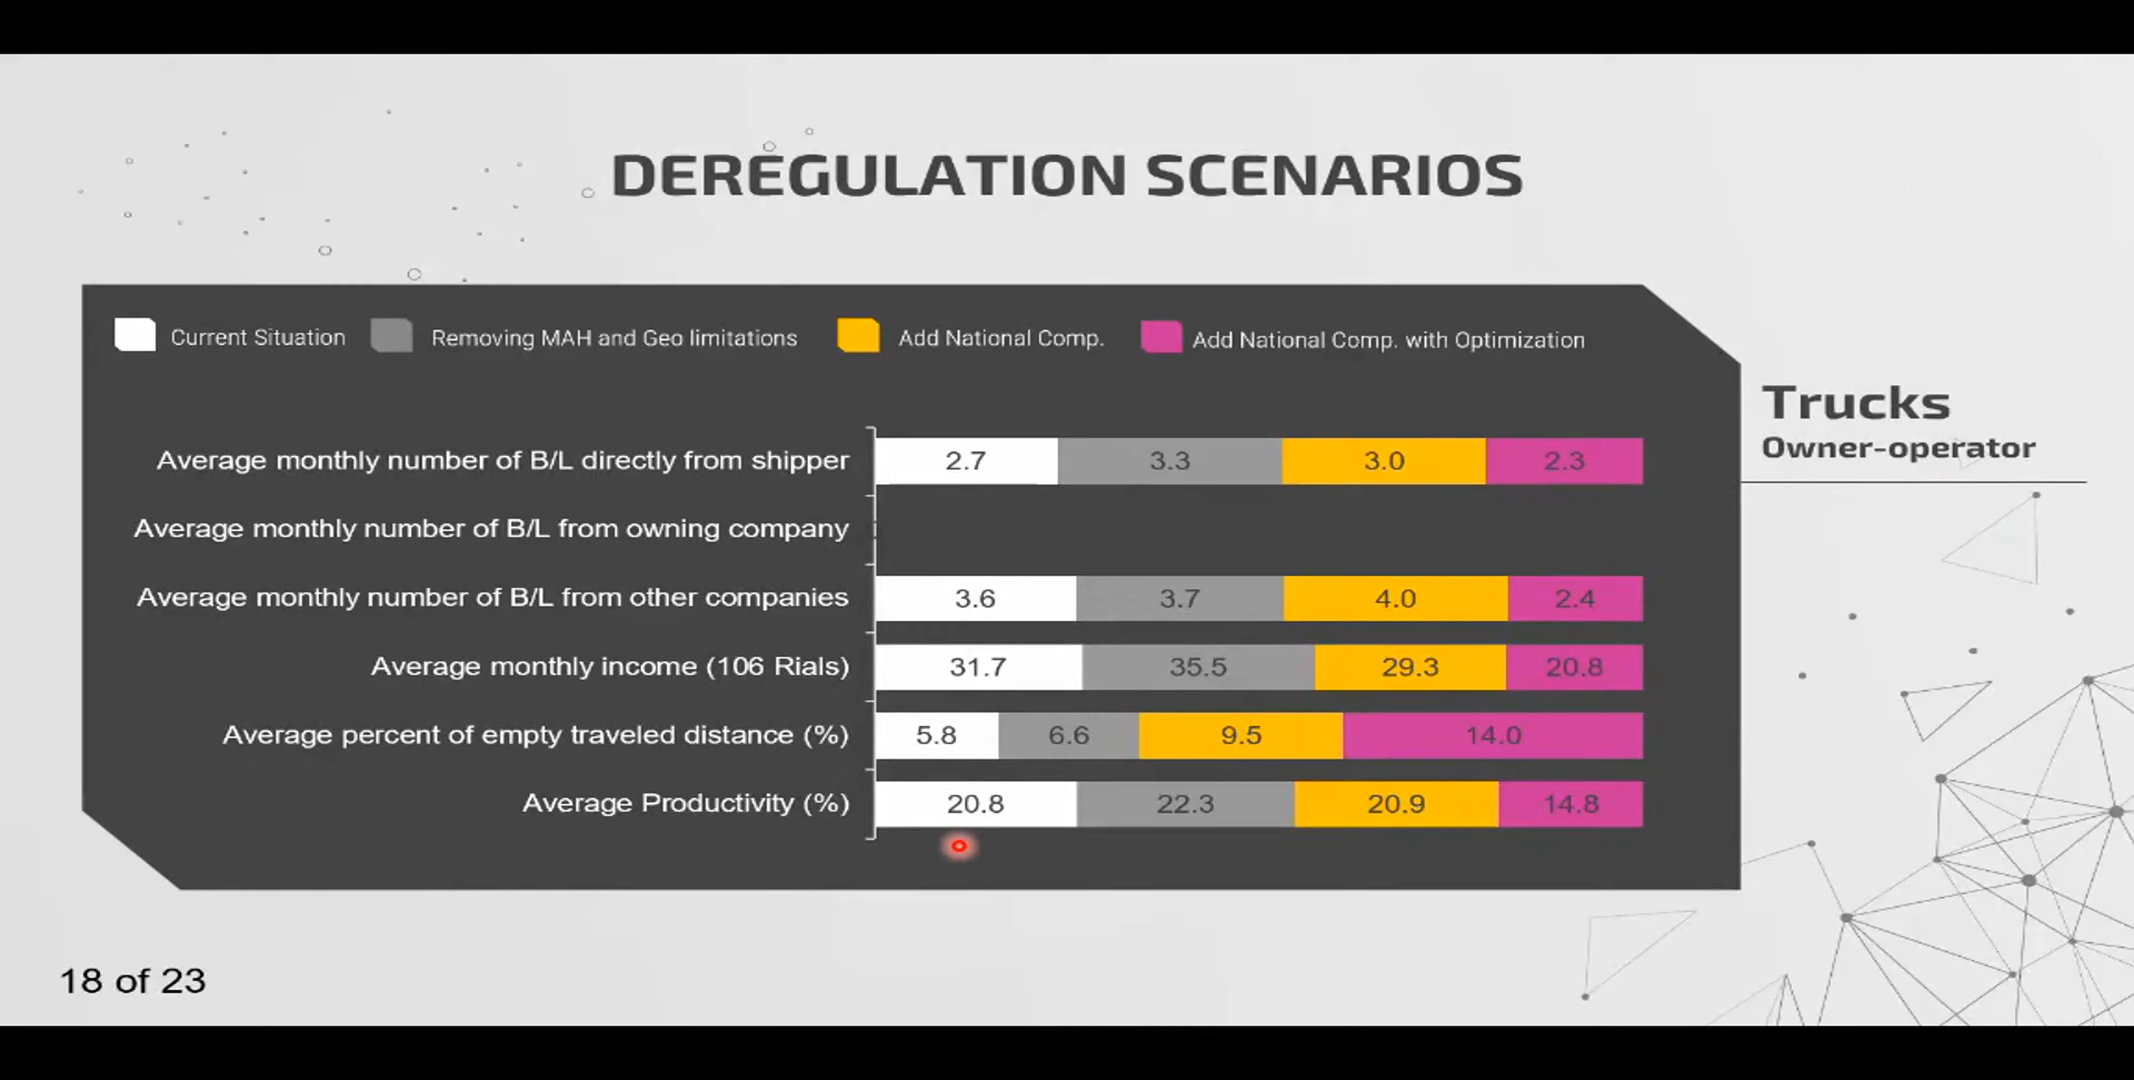 DEREGULATION SCENARIOS
Current Situation
Removing MAH and Geo limitations
Add National Comp.
Add National Comp. with Optimization
Trucks
Owner-operator
Average monthly number of B/L directly from shipper 2.7 3.3 3.0 2.3
Average monthly number of B/L from owning company
Average monthly number of B/L from other companies 3.6 3.7 4.0 2.4
Average monthly income (106 Rials) 31.7 35.5 29.3 20.8
Average percent of empty traveled distance (%) 5.8 6.6 9.5 14.0
Average Productivity (%) 20.8 22.3 20.9 14.8
18 of 23